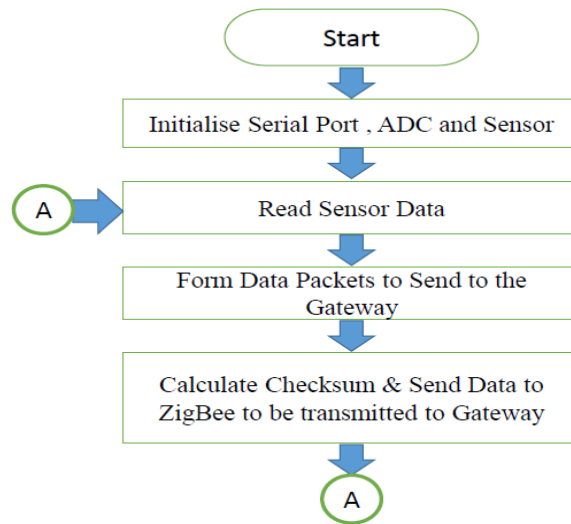 Start
Initialise Serial Port , ADC and Sensor
A
Read Sensor Data
Form Data Packets to Send to the
Gateway
Calculate Checksum & Send Data to
ZigBee to be transmitted to Gateway
A